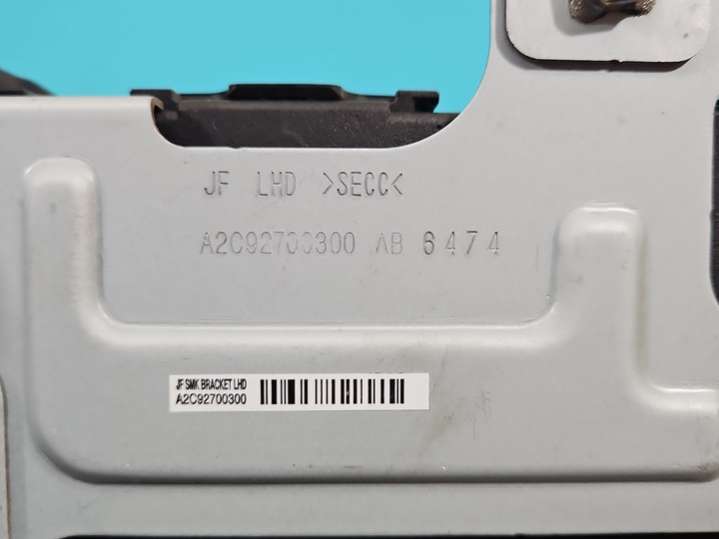 JF LHD >SECC<
A2C92700300 AB 6474
JF SMK BRACKET LHD
A2C92700300